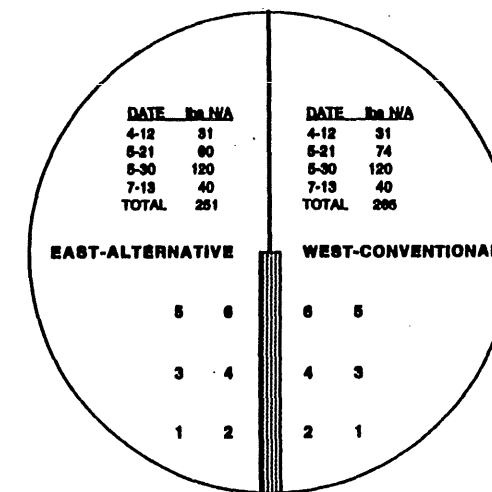 DATE lbs N/A
4-12 31
5-21 60
5-30 120
7-13 40
TOTAL 251
DATE lbs N/A
4-12 31
5-21 74
5-30 120
7-13 40
TOTAL 265
EAST-ALTERNATIVE
WEST-CONVENTIONAL
5 6 6 5
3 4 4 3
1 2 2 1